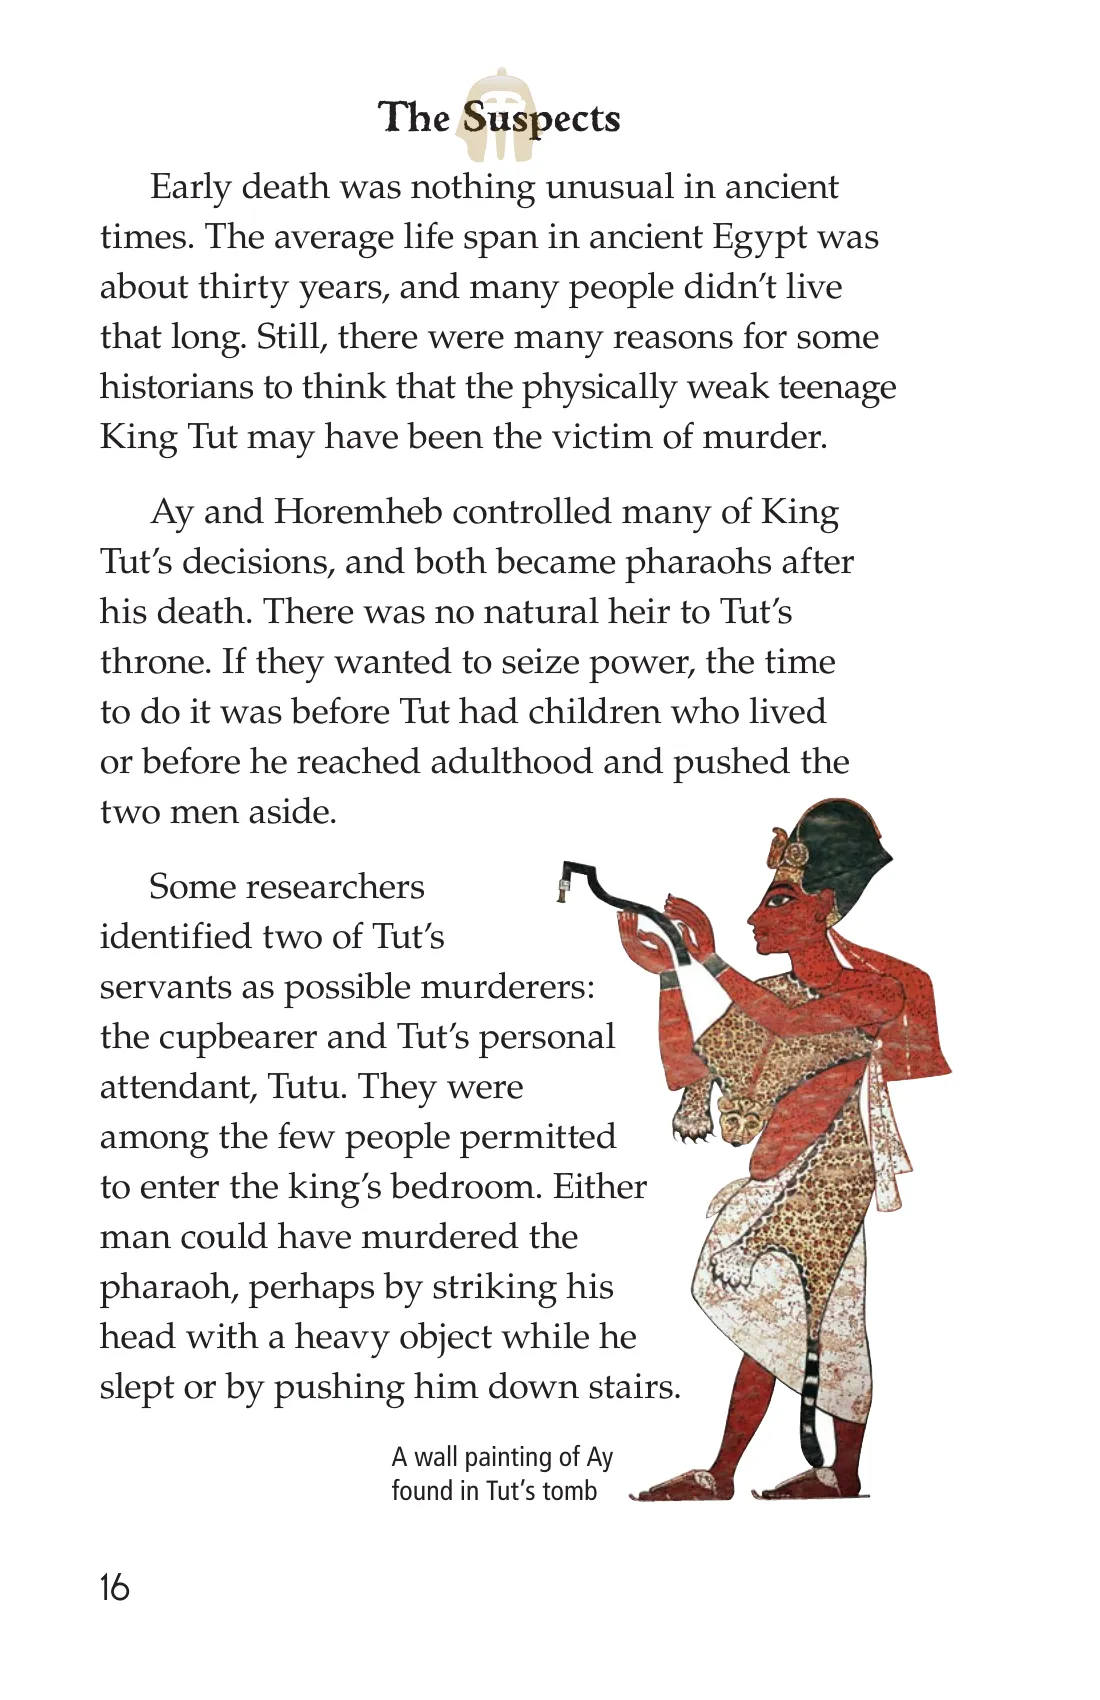 The Suspects
Early death was nothing unusual in ancient
times. The average life span in ancient Egypt was
about thirty years, and many people didn’t live
that long. Still, there were many reasons for some
historians to think that the physically weak teenage
King Tut may have been the victim of murder.
Ay and Horemheb controlled many of King
Tut’s decisions, and both became pharaohs after
his death. There was no natural heir to Tut’s
throne. If they wanted to seize power, the time
to do it was before Tut had children who lived
or before he reached adulthood and pushed the
two men aside.
Some researchers
identified two of Tut’s
servants as possible murderers:
the cupbearer and Tut’s personal
attendant, Tutu. They were
among the few people permitted
to enter the king’s bedroom. Either
man could have murdered the
pharaoh, perhaps by striking his
head with a heavy object while he
slept or by pushing him down stairs.
A wall painting of Ay
found in Tut’s tomb
16